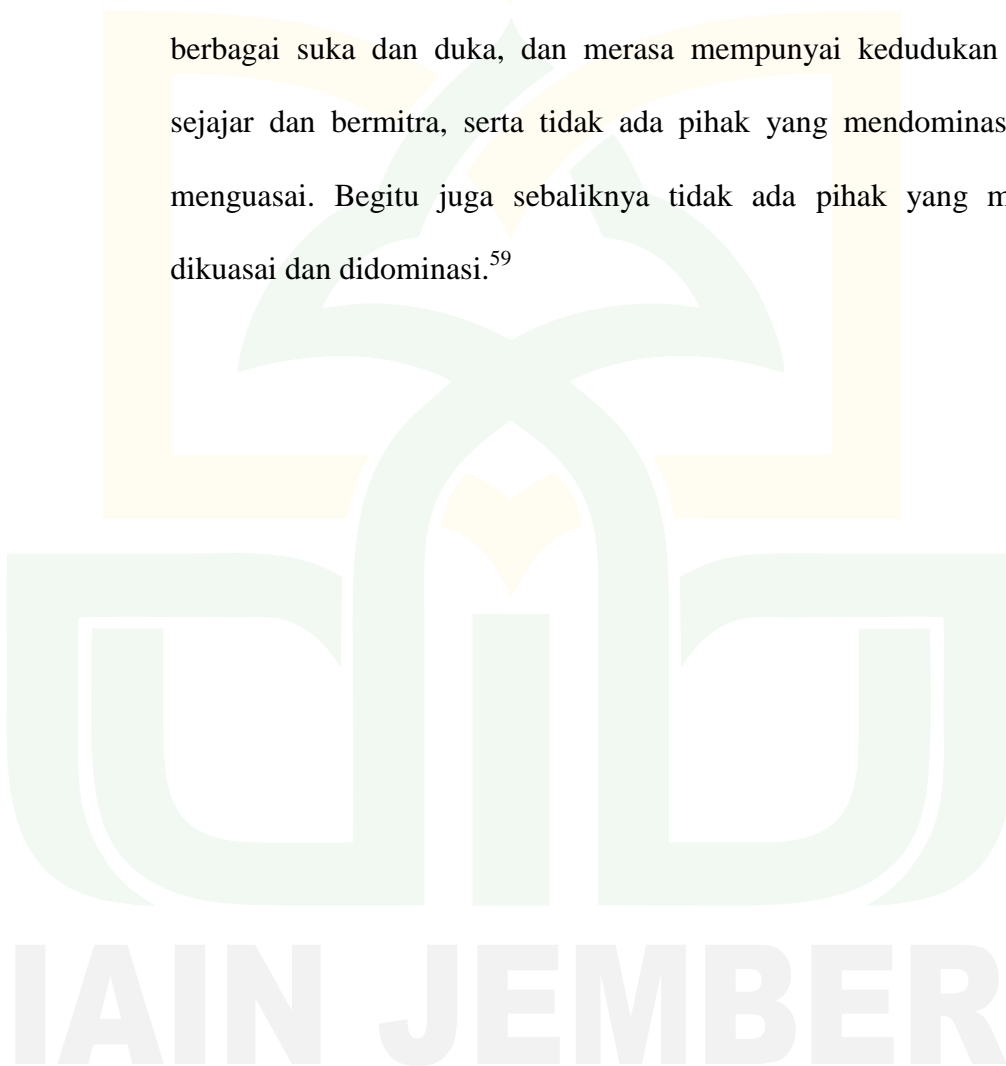 berbagai suka dan duka, dan merasa mempunyai kedudukan
sejajar dan bermitra, serta tidak ada pihak yang
menguasai. Begitu juga sebaliknya tidak ada pihak yang
dikuasai dan didominasi.59
IAIN JEMBER